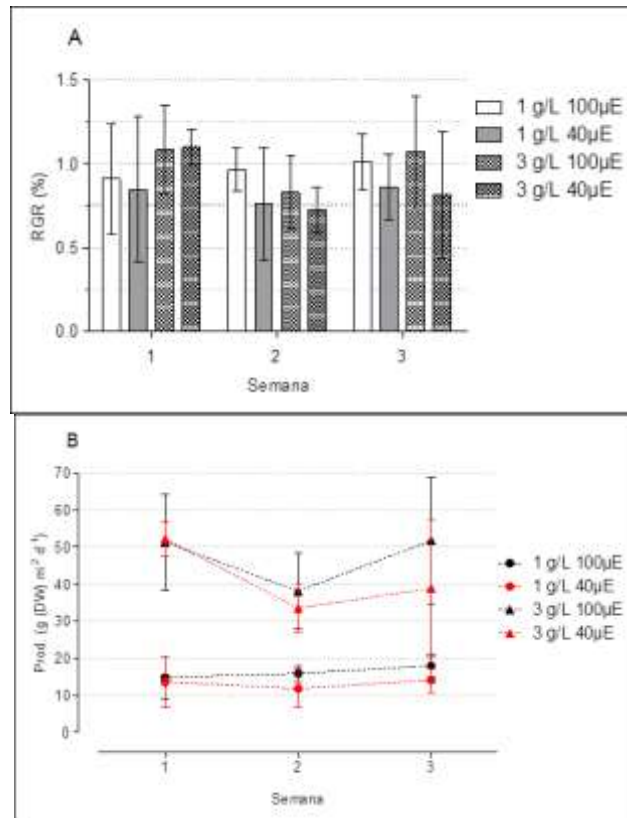 A
1.5
1.0
0.5
0.0
RGR (%)
1
2
3
Semana
1 g/L 100µE
1 g/L 40µE
3 g/L 100µE
3 g/L 40µE
B
70
60
50
40
30
20
10
0
Prod. (g (DW) m² d⁻¹)
1
2
3
Semana
1 g/L 100µE
1 g/L 40µE
3 g/L 100µE
3 g/L 40µE